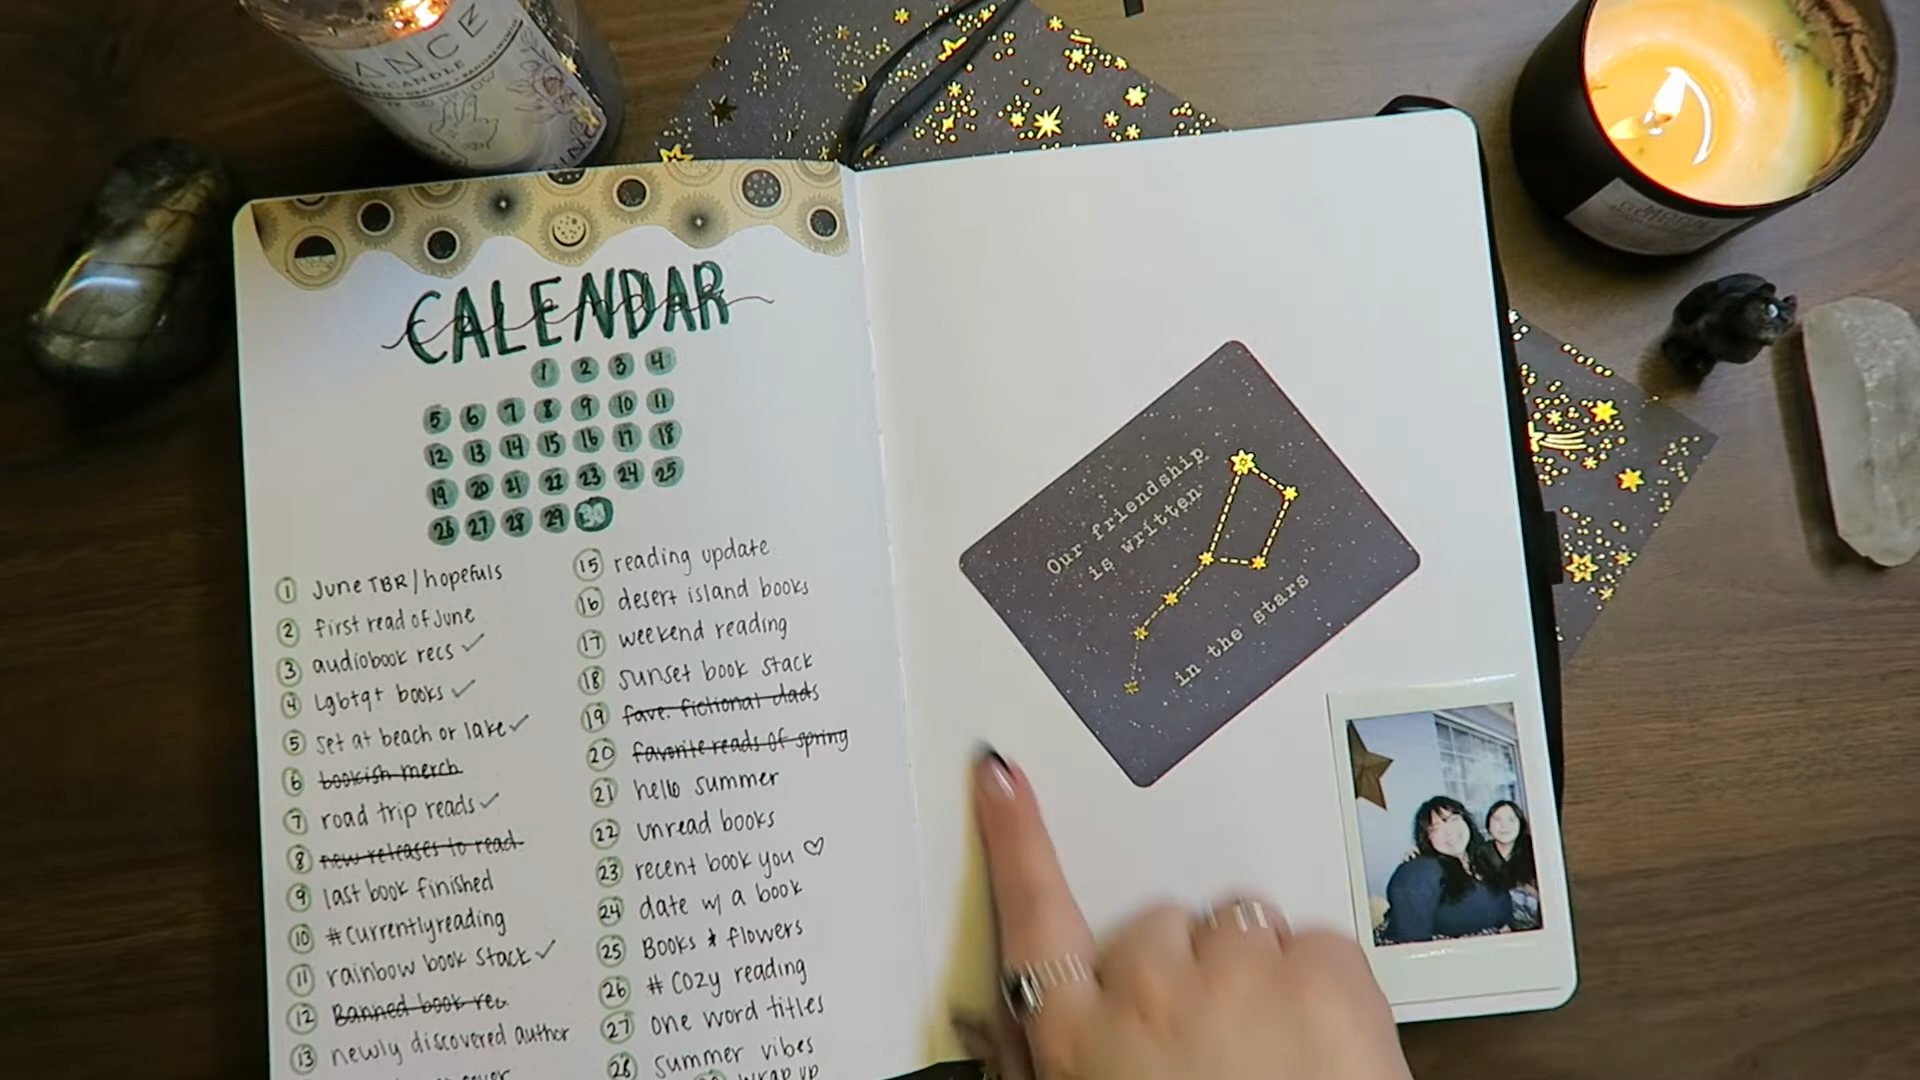 ANCE
CANDLE
CALENDAR
calendar
1 2 3 4
5 6 7 8 9 10 11
12 13 14 15 16 17 18
19 20 21 22 23 24 25
26 27 28 29 30
1 June TBR/hopefuls
2 first read of June
3 audiobook recs ✓
4 Lgbtq+ books ✓
5 set at beach or lake ✓
6 bookish merch
7 road trip reads ✓
8 new releases to read
9 last book finished
10 #currentlyreading
11 rainbow book stack ✓
12 Banned book rec
13 newly discovered author
15 reading update
16 desert island books
17 weekend reading
18 sunset book stack
19 fave. fictional dads
20 favorite reads of spring
21 hello summer
22 unread books
23 recent book you ♡
24 date w/ a book
25 Books & flowers
26 # cozy reading
27 one word titles
28 summer vibes
wrap up
Our friendship
is written
in the stars